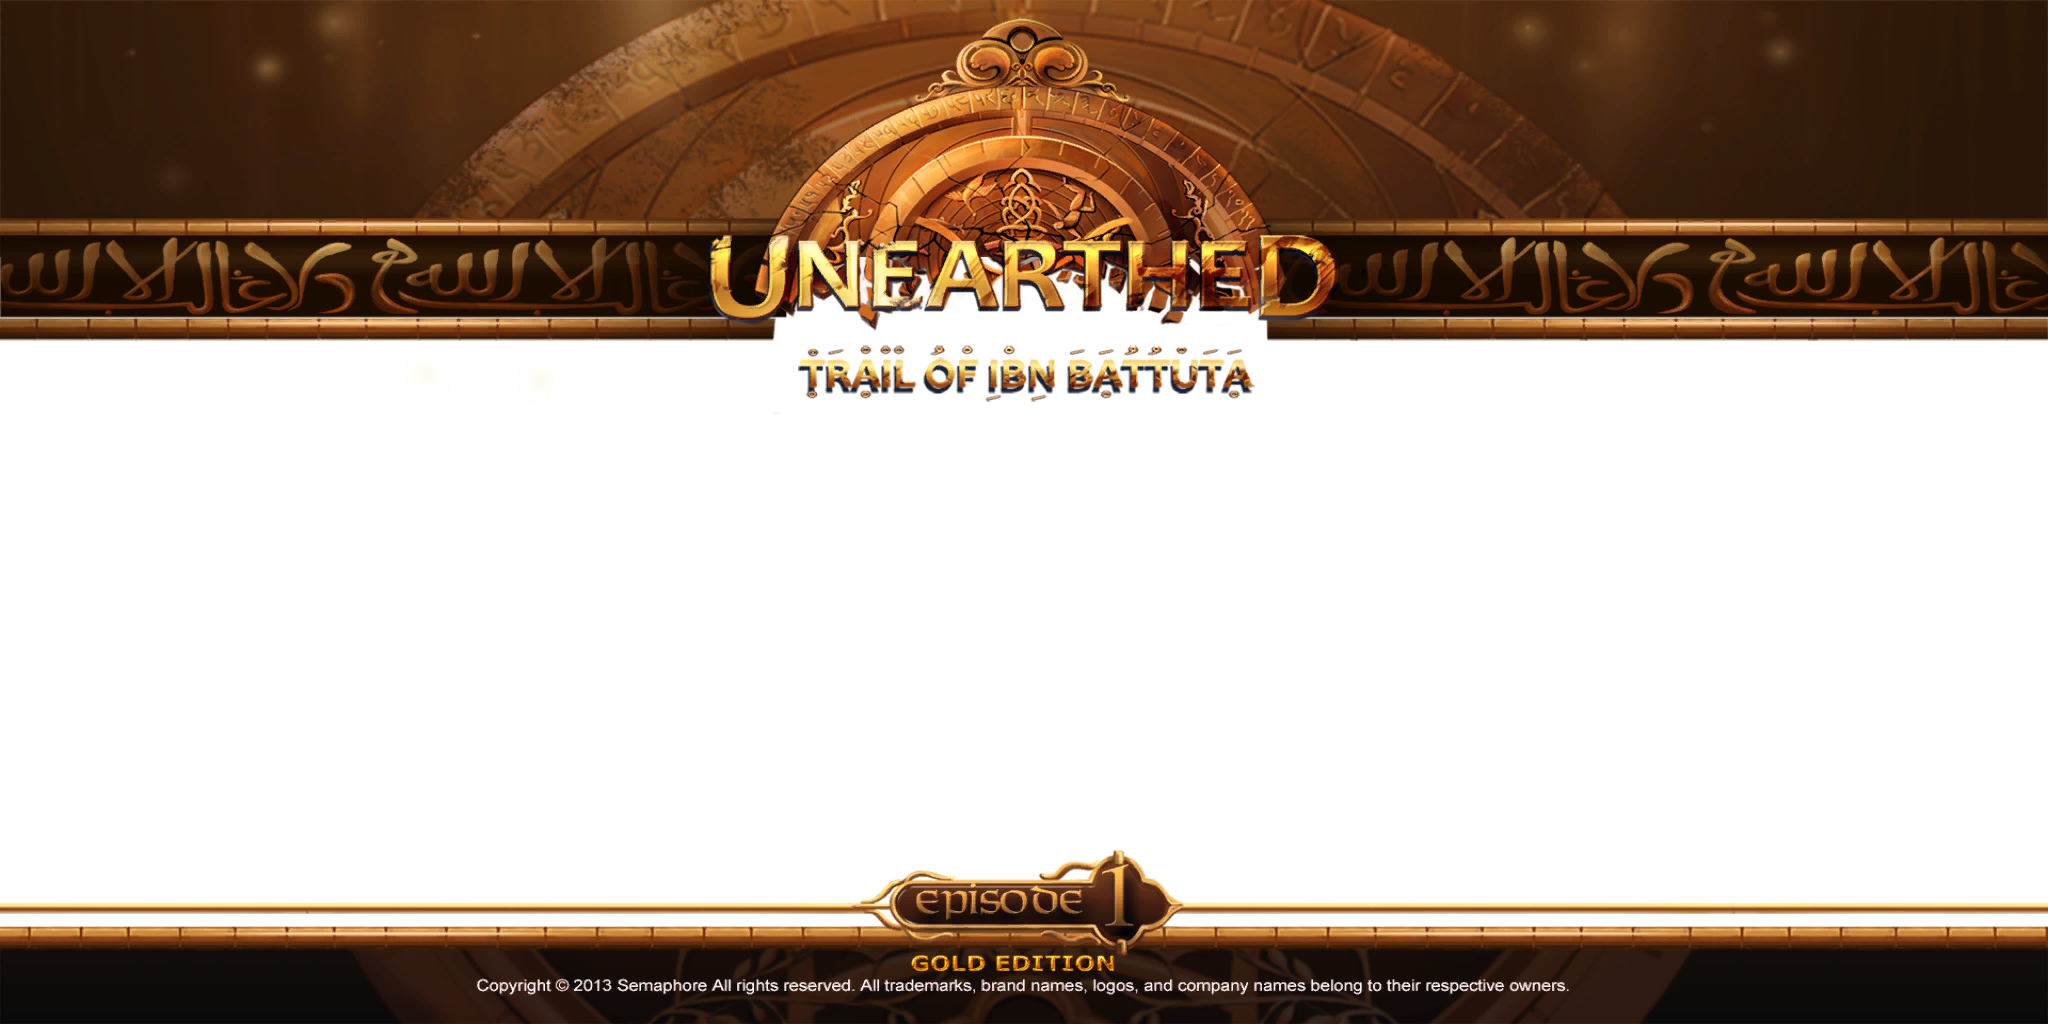 UNEARTHED
TRAIL OF IBN BATTUTA
EPISODE 1
GOLD EDITION
Copyright © 2013 Semaphore All rights reserved. All trademarks, brand names, logos, and company names belong to their respective owners.